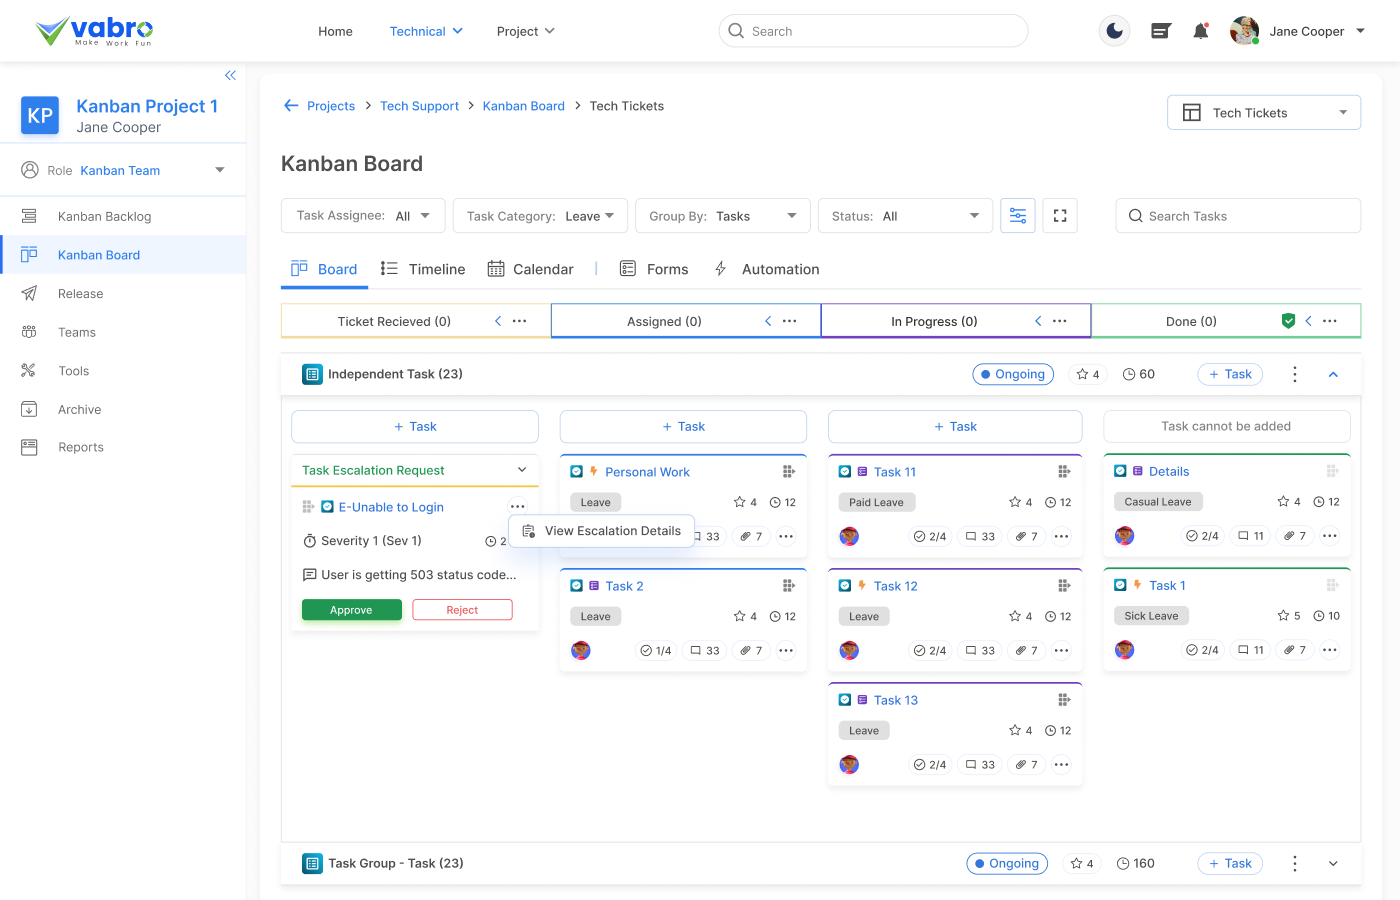 vabro
Make Work Fun
Home
Technical
Project
Search
Jane Cooper
KP
Kanban Project 1
Jane Cooper
Role Kanban Team
Kanban Backlog
Kanban Board
Release
Teams
Tools
Archive
Reports
Projects > Tech Support > Kanban Board > Tech Tickets
Tech Tickets
Kanban Board
Task Assignee: All
Task Category: Leave
Group By: Tasks
Status: All
Search Tasks
Board
Timeline
Calendar
Forms
Automation
Ticket Recieved (0)
Assigned (0)
In Progress (0)
Done (0)
Independent Task (23)
Ongoing
4
60
+ Task
+ Task
Task Escalation Request
E-Unable to Login
View Escalation Details
Severity 1 (Sev 1)
2
User is getting 503 status code...
Approve
Reject
+ Task
Personal Work
Leave
4
12
33
7
Task 2
Leave
4
12
1/4
33
7
+ Task
Task 11
Paid Leave
4
12
2/4
33
7
Task 12
Leave
4
12
2/4
33
7
Task 13
Leave
4
12
2/4
33
7
Task cannot be added
Details
Casual Leave
4
12
2/4
11
7
Task 1
Sick Leave
5
10
2/4
11
7
Task Group - Task (23)
Ongoing
4
160
+ Task